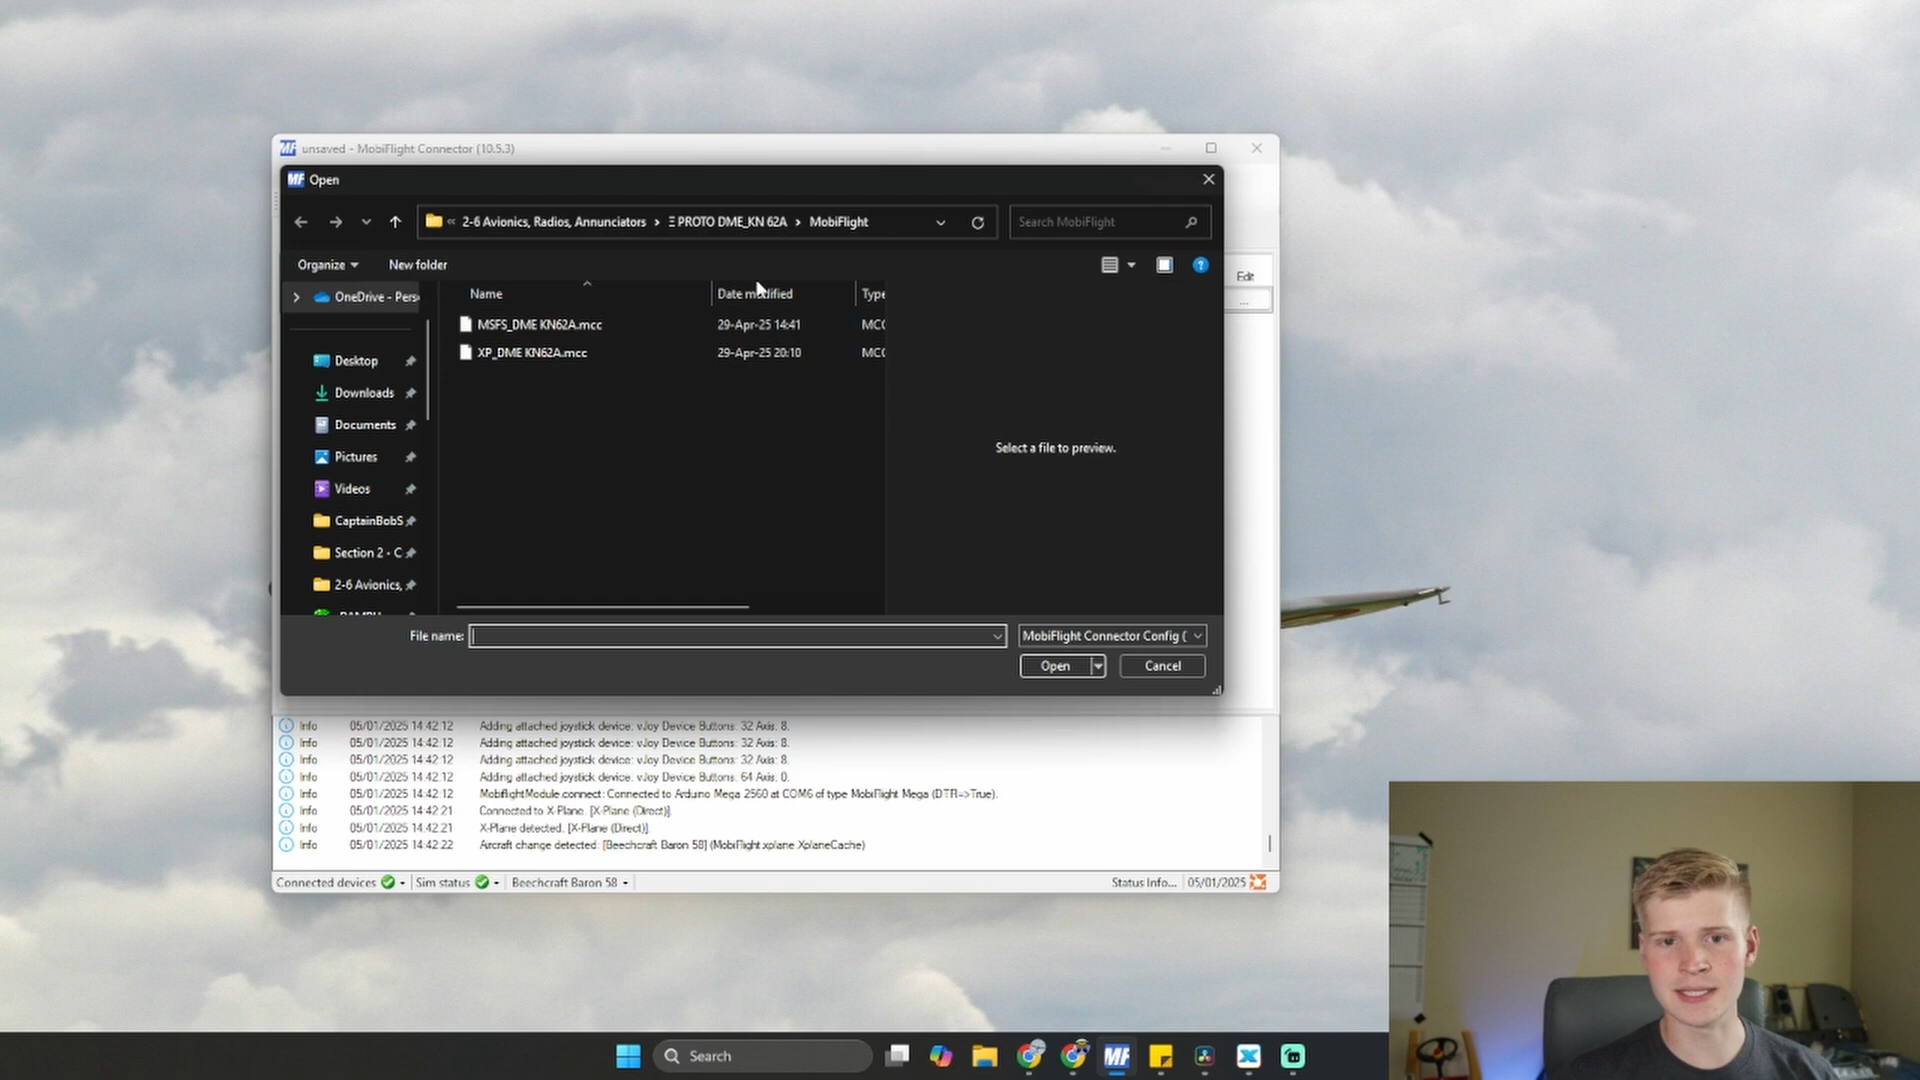 MF unsaved - MobiFlight Connector (10.5.3)
MF Open
« 2-6 Avionics, Radios, Annunciators › Ξ PROTO DME_KN 62A › MobiFlight
Search MobiFlight
Organize
New folder
Edit
...
OneDrive - Pers
Name
Date modified
Type
MSFS_DME KN62A.mcc
29-Apr-25 14:41
XP_DME KN62A.mcc
29-Apr-25 20:10
Desktop
Downloads
Documents
Pictures
Videos
CaptainBobS
Section 2 - C
2-6 Avionics,
Select a file to preview.
File name:
MobiFlight Connector Config (
Open
Cancel
Info 05/01/2025 14:42:12 Adding attached joystick device: vJoy Device Buttons: 32 Axis: 8.
Info 05/01/2025 14:42:12 Adding attached joystick device: vJoy Device Buttons: 32 Axis: 8.
Info 05/01/2025 14:42:12 Adding attached joystick device: vJoy Device Buttons: 32 Axis: 8.
Info 05/01/2025 14:42:12 Adding attached joystick device: vJoy Device Buttons: 64 Axis: 0.
Info 05/01/2025 14:42:12 MobiFlightModule.connect: Connected to Arduino Mega 2560 at COM6 of type MobiFlight Mega (DTR=>True).
Info 05/01/2025 14:42:21 Connected to X-Plane. [X-Plane (Direct)]
Info 05/01/2025 14:42:21 X-Plane detected. [X-Plane (Direct)].
Info 05/01/2025 14:42:22 Aircraft change detected: [Beechcraft Baron 58] (MobiFlight.xplane.XplaneCache)
Connected devices
Sim status
Beechcraft Baron 58
Status Info...
05/01/2025
Search
MF